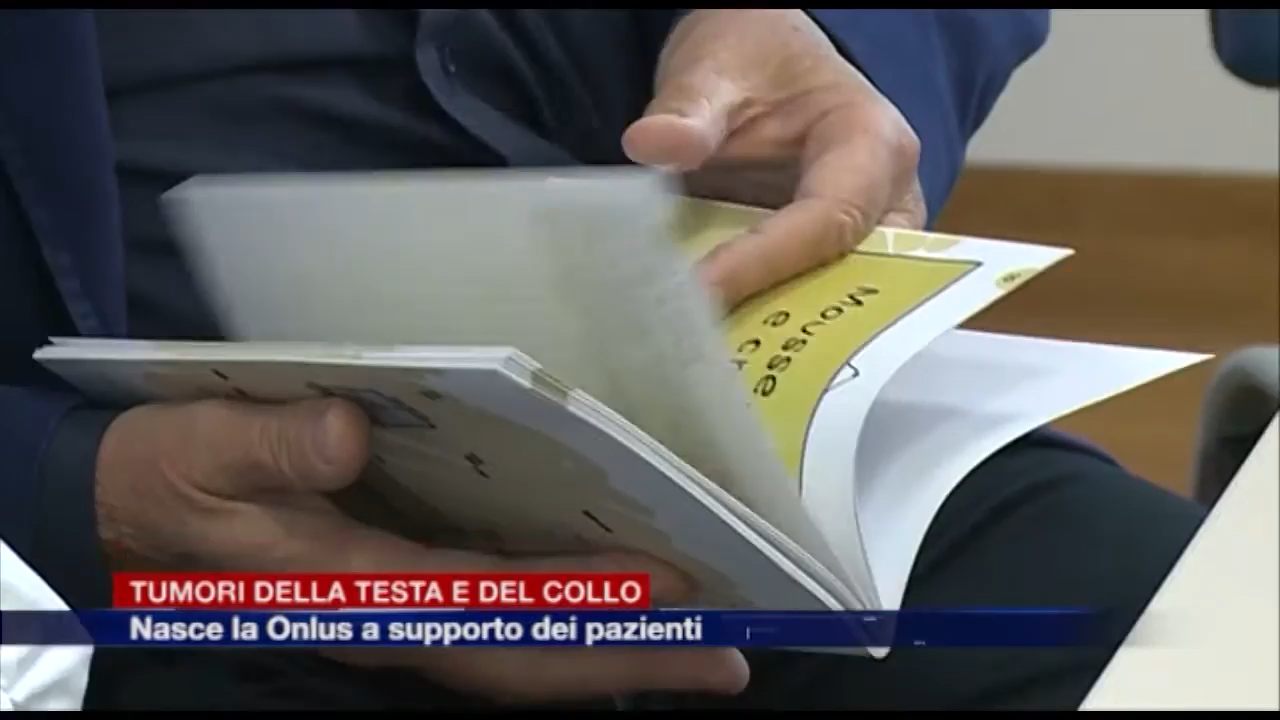 Mousse
e
TUMORI DELLA TESTA E DEL COLLO
Nasce la Onlus a supporto dei pazienti